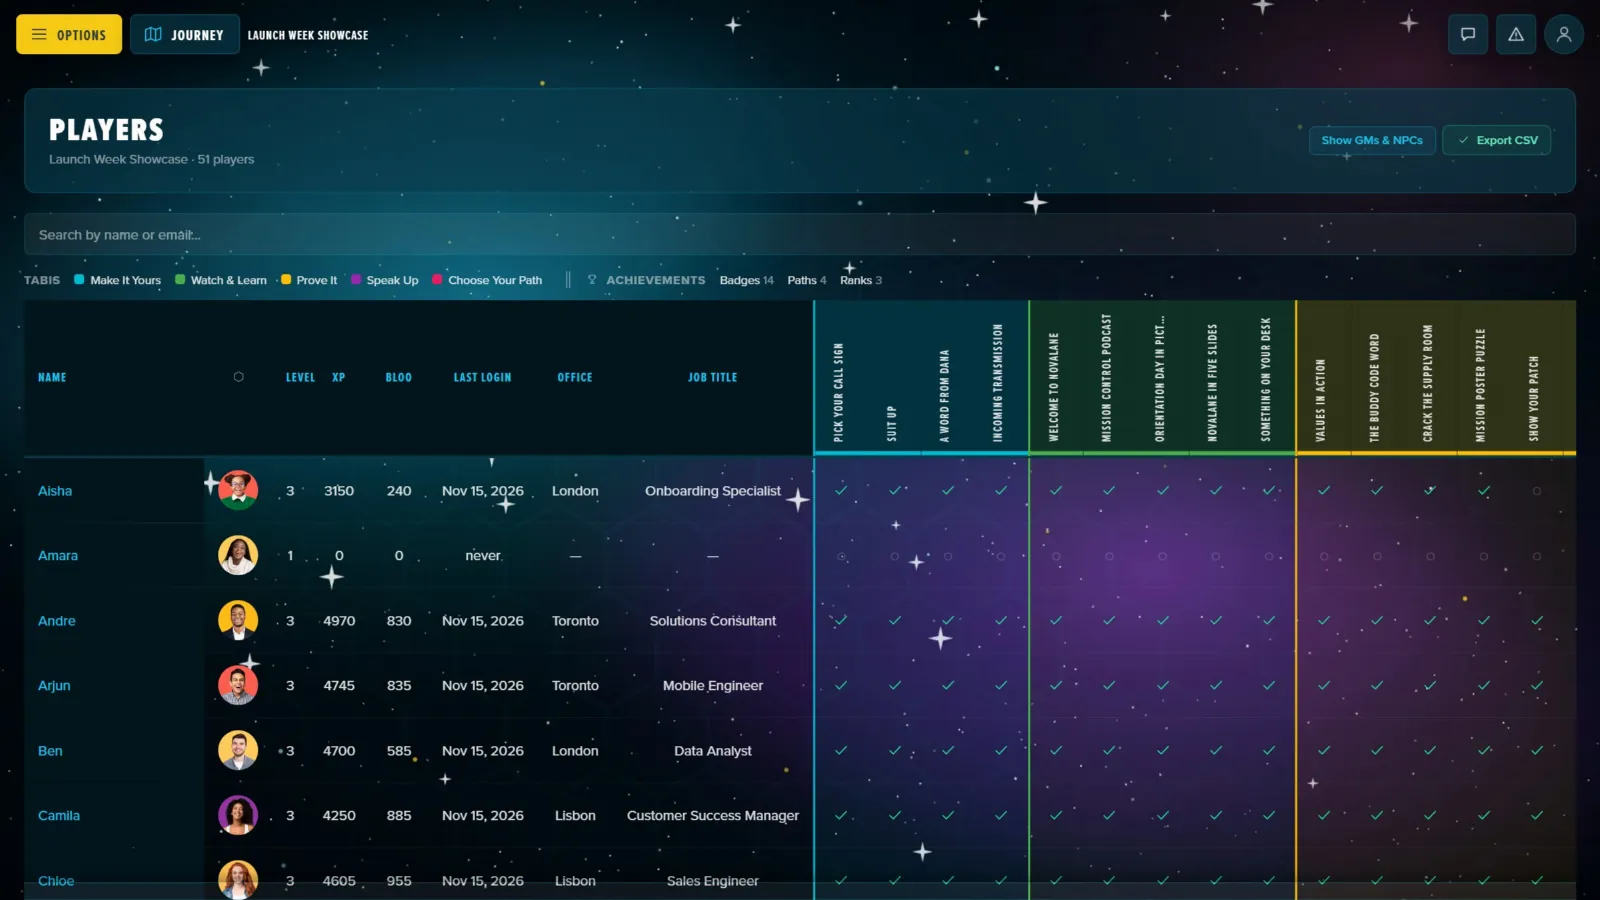 OPTIONS JOURNEY LAUNCH WEEK SHOWCASE
PLAYERS
Launch Week Showcase · 51 players
Show GMs & NPCs Export CSV
Search by name or email...
TABIS Make It Yours Watch & Learn Prove It Speak Up Choose Your Path ACHIEVEMENTS Badges 14 Paths 4 Ranks 3
NAME LEVEL XP BLOO LAST LOGIN OFFICE JOB TITLE
PICK YOUR CALL SIGN
SUIT UP
A WORD FROM DANA
INCOMING TRANSMISSION
WELCOME TO NOVALANE
MISSION CONTROL PODCAST
ORIENTATION DAY IN PICT...
NOVALANE IN FIVE SLIDES
SOMETHING ON YOUR DESK
VALUES IN ACTION
THE BUDDY CODE WORD
CRACK THE SUPPLY ROOM
MISSION POSTER PUZZLE
SHOW YOUR PATCH
Aisha 3 3150 240 Nov 15, 2026 London Onboarding Specialist
Amara 1 0 0 never — —
Andre 3 4970 830 Nov 15, 2026 Toronto Solutions Consultant
Arjun 3 4745 835 Nov 15, 2026 Toronto Mobile Engineer
Ben 3 4700 585 Nov 15, 2026 London Data Analyst
Camila 3 4250 885 Nov 15, 2026 Lisbon Customer Success Manager
Chloe 3 4605 955 Nov 15, 2026 Lisbon Sales Engineer